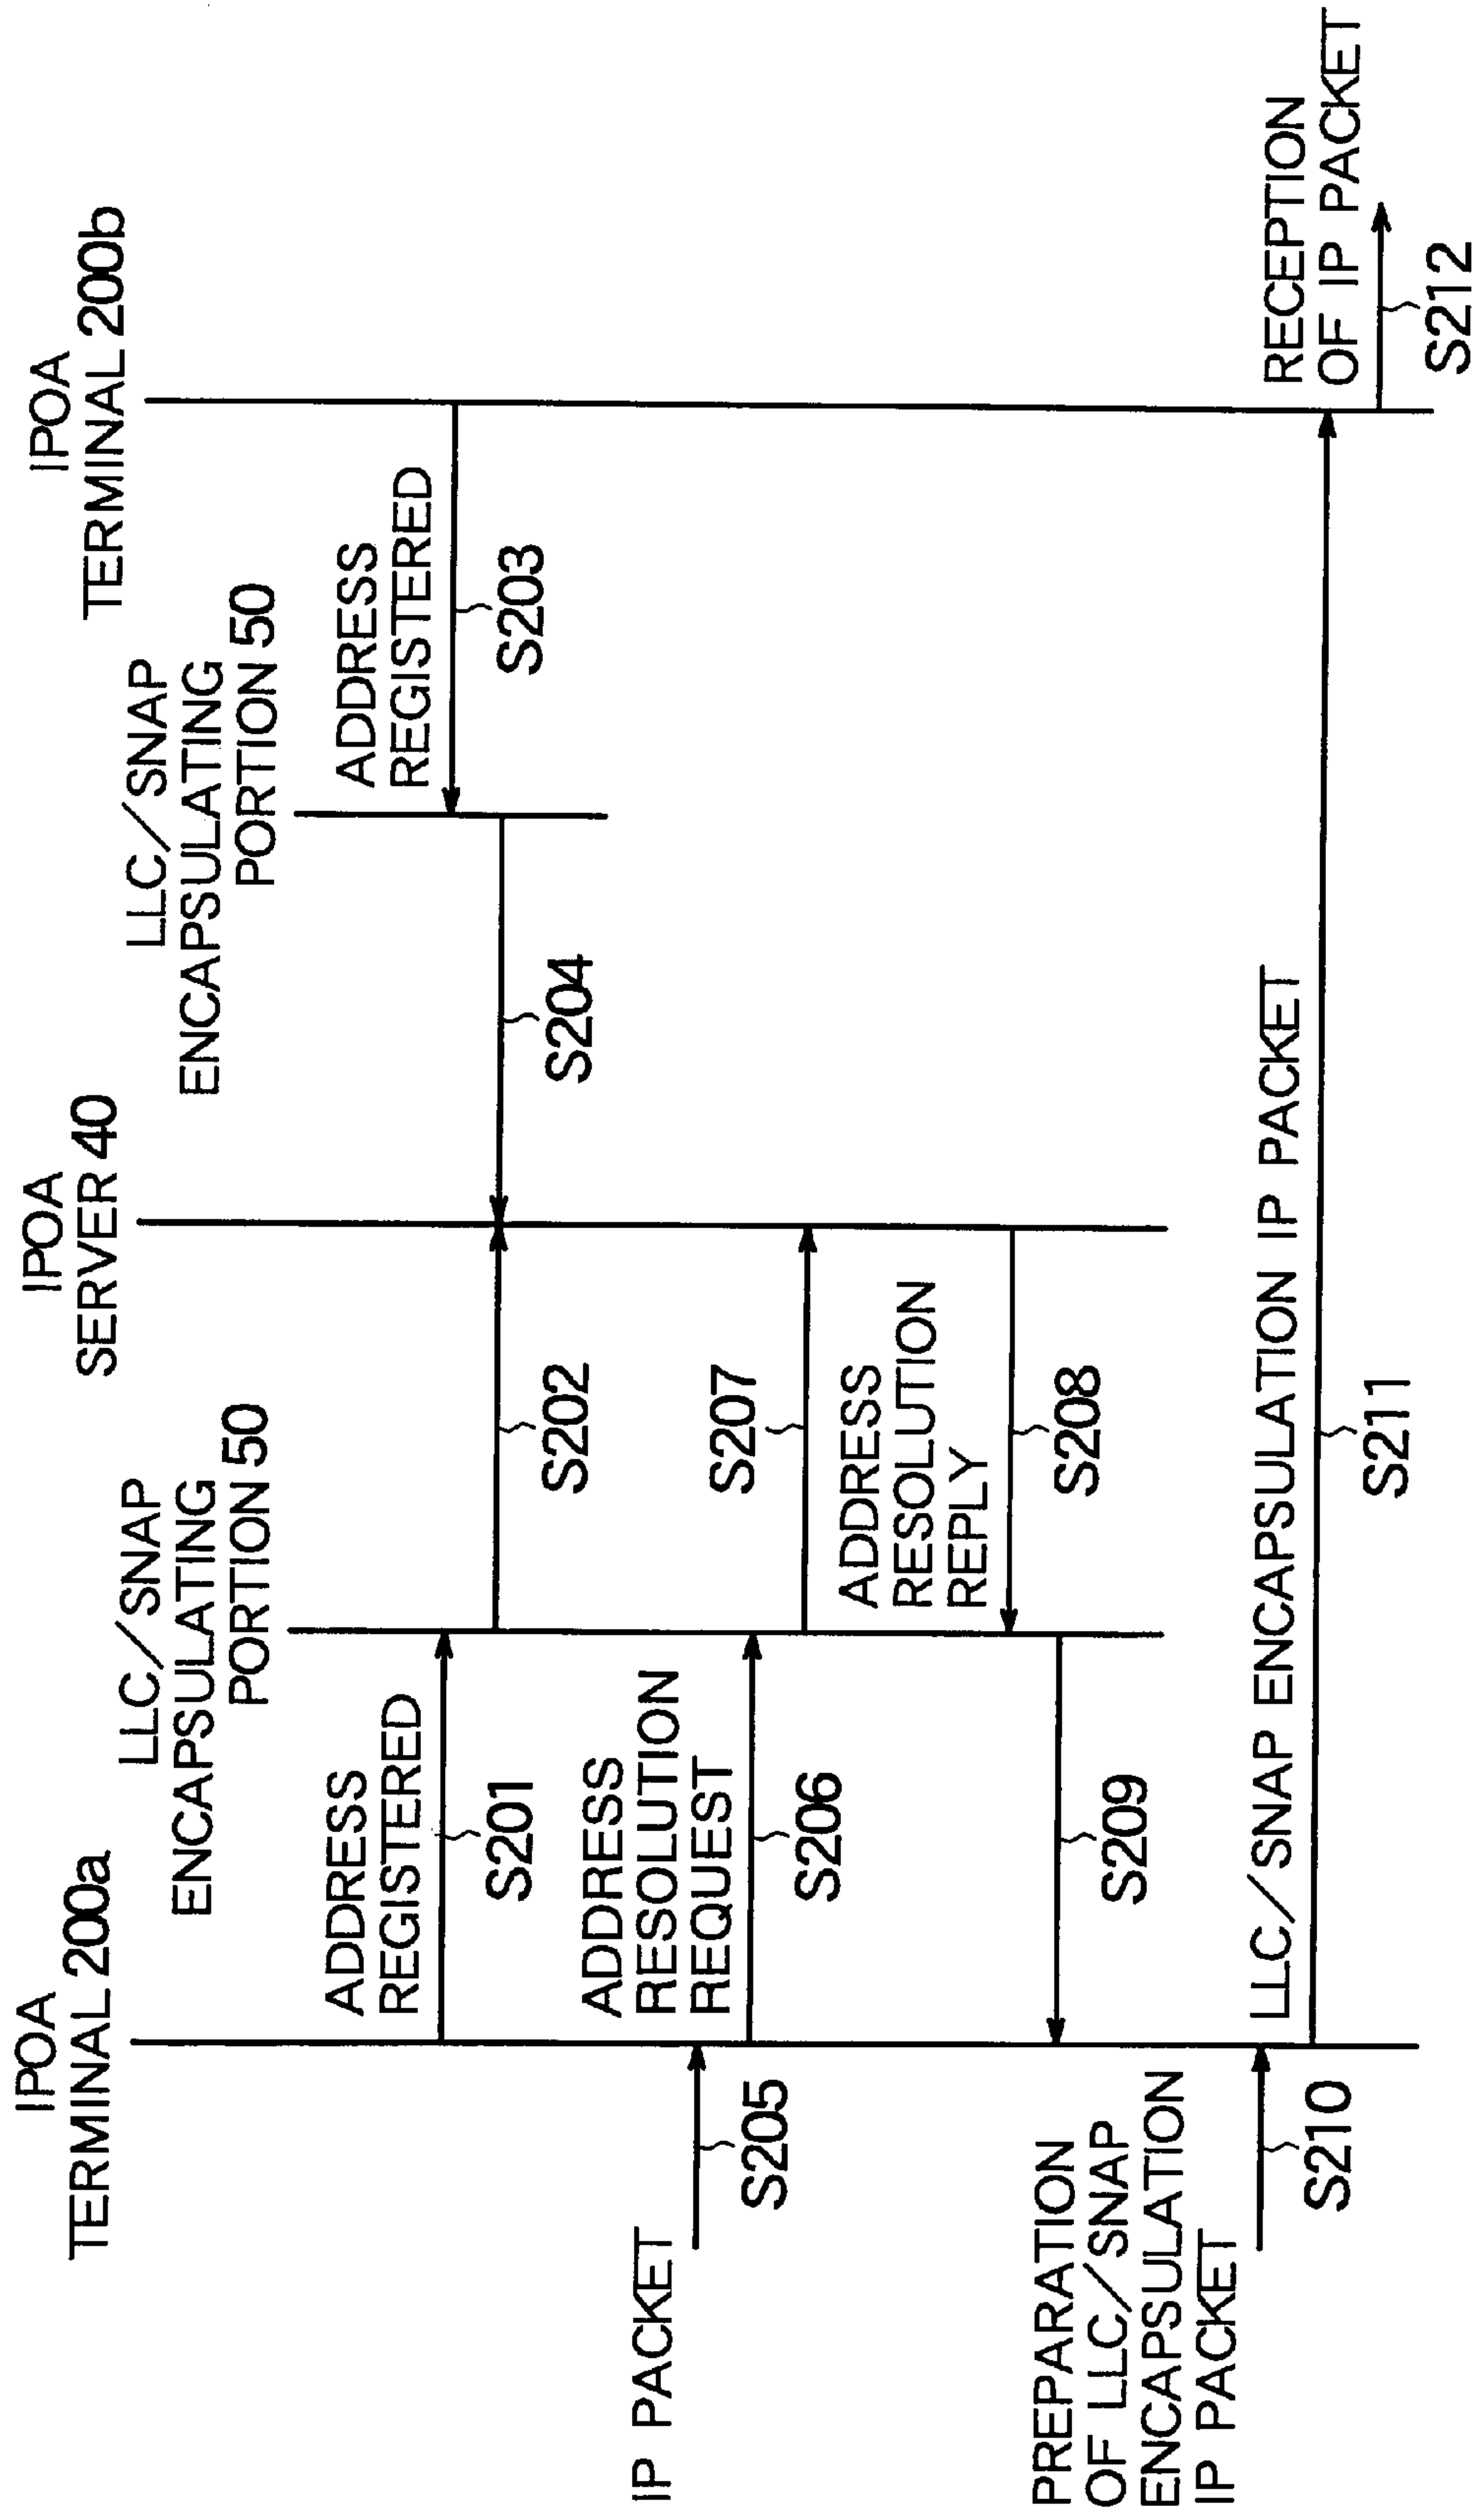 IPOA
TERMINAL 200a
LLC/SNAP
ENCAPSULATING
PORTION 50
IPOA
SERVER 40
LLC/SNAP
ENCAPSULATING
PORTION 50
IPOA
TERMINAL 200b
ADDRESS
REGISTERED
S201
S202
ADDRESS
REGISTERED
S203
S204
IP PACKET
S205
ADDRESS
RESOLUTION
REQUEST
S206
S207
ADDRESS
RESOLUTION
REPLY
S208
S209
PREPARATION
OF LLC/SNAP
ENCAPSULATION
IP PACKET
S210
LLC/SNAP ENCAPSULATION IP PACKET
S211
RECEPTION
OF IP PACKET
S212